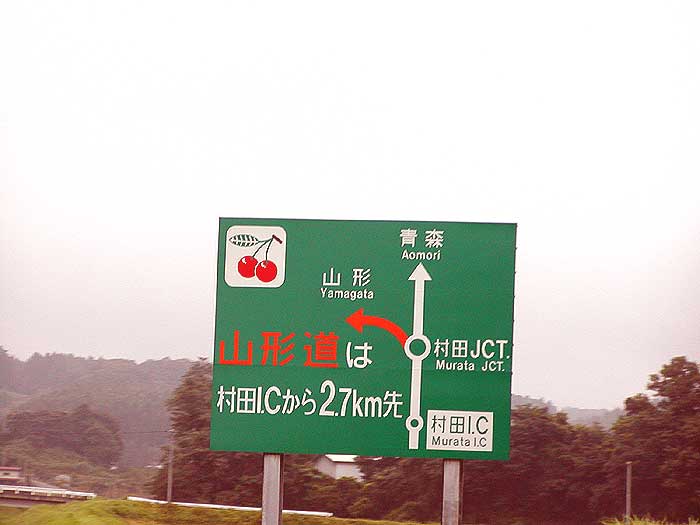 青森
Aomori
山形
Yamagata
山形道は
村田I.Cから2.7km先
村田JCT.
Murata JCT.
村田I.C
Murata I.C